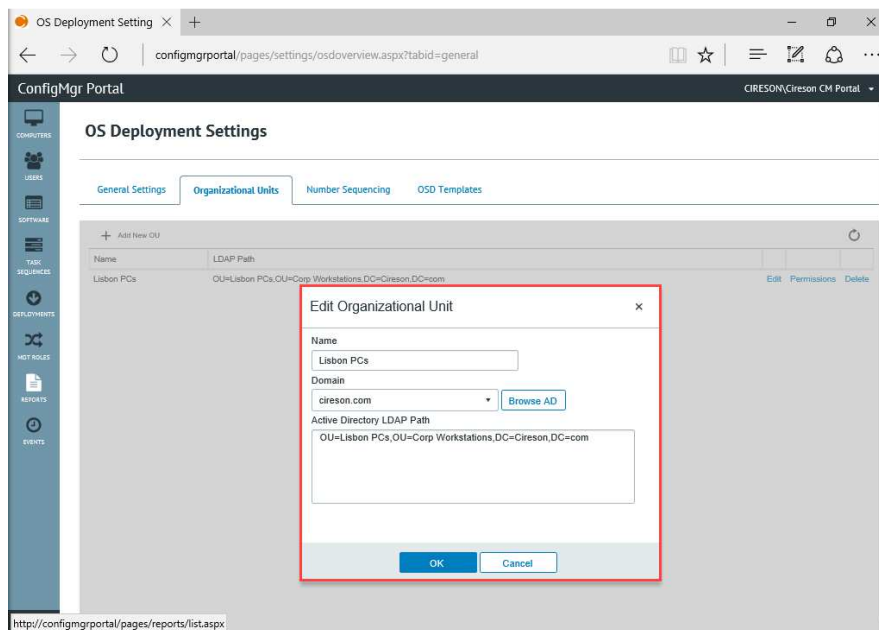 OS Deployment Setting
configmgrportal/pages/settings/osdoverview.aspx?tabid=general
ConfigMgr Portal
CIRESON\Cireson CM Portal
COMPUTERS
USERS
SOFTWARE
TASK
SEQUENCES
DEPLOYMENTS
MDT ROLES
REPORTS
EVENTS
OS Deployment Settings
General Settings Organizational Units Number Sequencing OSD Templates
+ Add New OU
Name LDAP Path
Lisbon PCs OU=Lisbon PCs,OU=Corp Workstations,DC=Cireson,DC=com Edit Permissions Delete
Edit Organizational Unit
Name
Lisbon PCs
Domain
cireson.com Browse AD
Active Directory LDAP Path
OU=Lisbon PCs,OU=Corp Workstations,DC=Cireson,DC=com
OK Cancel
http://configmgrportal/pages/reports/list.aspx